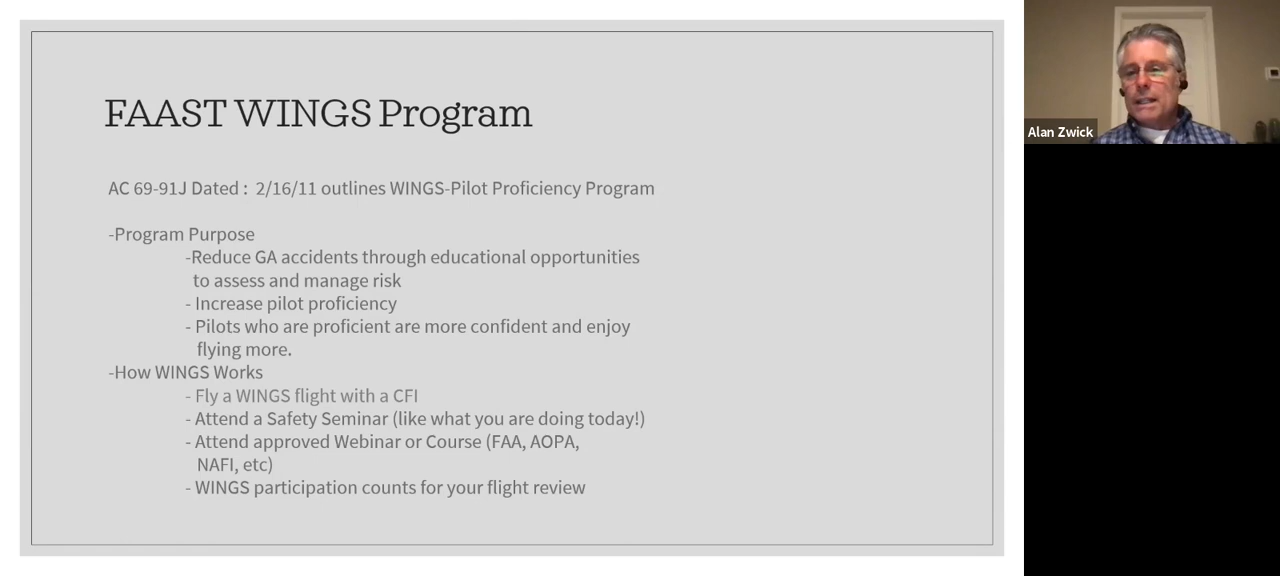 FAAST WINGS Program
AC 69-91J Dated : 2/16/11 outlines WINGS-Pilot Proficiency Program
-Program Purpose
-Reduce GA accidents through educational opportunities
to assess and manage risk
- Increase pilot proficiency
- Pilots who are proficient are more confident and enjoy
flying more.
-How WINGS Works
- Fly a WINGS flight with a CFI
- Attend a Safety Seminar (like what you are doing today!)
- Attend approved Webinar or Course (FAA, AOPA,
NAFI, etc)
- WINGS participation counts for your flight review
Alan Zwick